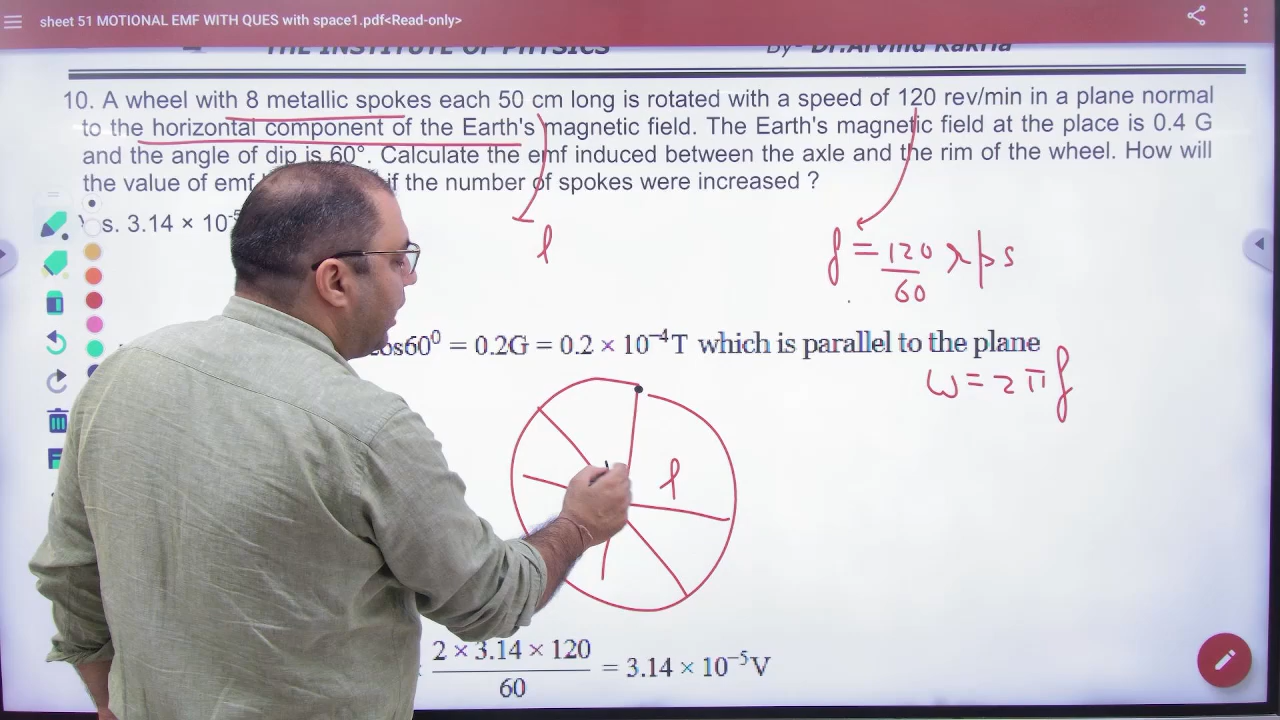 sheet 51 MOTIONAL EMF WITH QUES with space1.pdf<Read-only>
THE INSTITUTE OF PHYSICS By- Dr.Arvind Kakria
10. A wheel with 8 metallic spokes each 50 cm long is rotated with a speed of 120 rev/min in a plane normal
to the horizontal component of the Earth's magnetic field. The Earth's magnetic field at the place is 0.4 G
and the angle of dip is 60°. Calculate the emf induced between the axle and the rim of the wheel. How will
the value of emf if the number of spokes were increased ?
s. 3.14 × 10
l
f = 120/60 rps
cos60⁰ = 0.2G = 0.2 × 10⁻⁴T which is parallel to the plane
ω = 2πf
l
2 × 3.14 × 120 / 60 = 3.14 × 10⁻⁵V